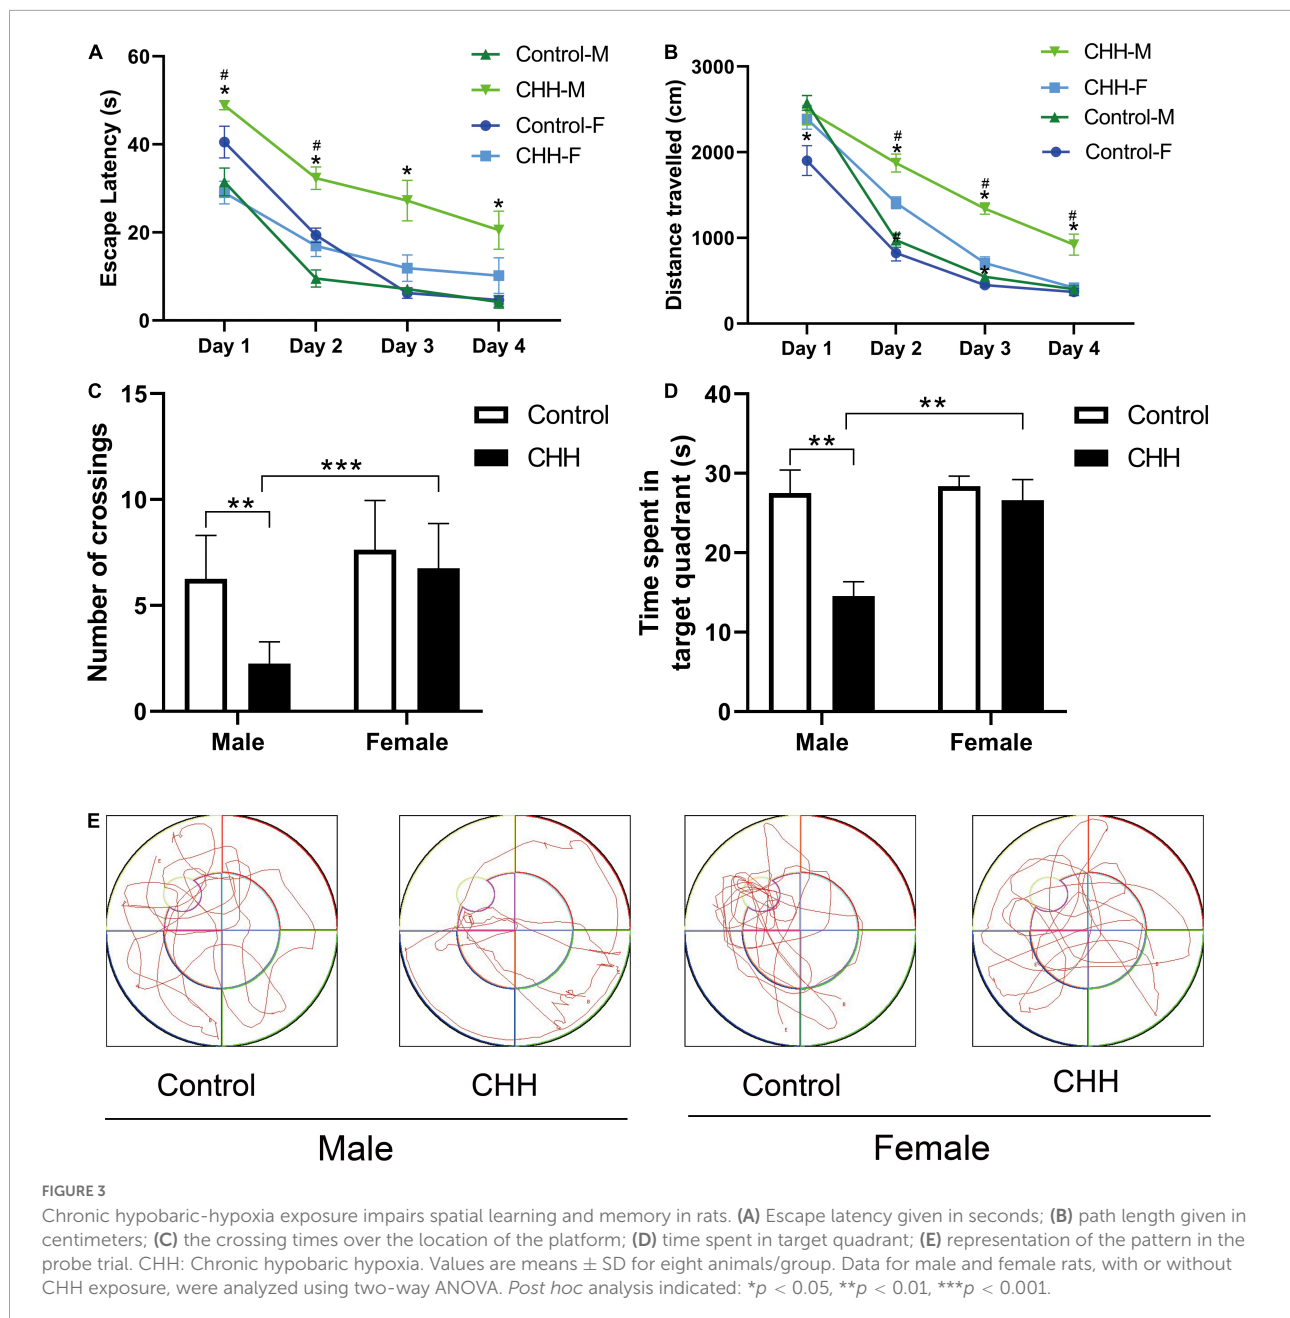 A
60
40
20
0
Escape Latency (s)
#
*
#
*
*
*
Day 1 Day 2 Day 3 Day 4
Control-M
CHH-M
Control-F
CHH-F
B
3000
2000
1000
0
Distance travelled (cm)
*
#
*
#
#
*
*
#
*
Day 1 Day 2 Day 3 Day 4
CHH-M
CHH-F
Control-M
Control-F
C
15
10
5
0
Number of crossings
**
***
Male Female
Control
CHH
D
40
30
20
10
0
Time spent in
target quadrant (s)
**
**
Male Female
Control
CHH
E
Control CHH Control CHH
Male Female
FIGURE 3
Chronic hypobaric-hypoxia exposure impairs spatial learning and memory in rats. (A) Escape latency given in seconds; (B) path length given in
centimeters; (C) the crossing times over the location of the platform; (D) time spent in target quadrant; (E) representation of the pattern in the
probe trial. CHH: Chronic hypobaric hypoxia. Values are means ± SD for eight animals/group. Data for male and female rats, with or without
CHH exposure, were analyzed using two-way ANOVA. Post hoc analysis indicated: *p < 0.05, **p < 0.01, ***p < 0.001.